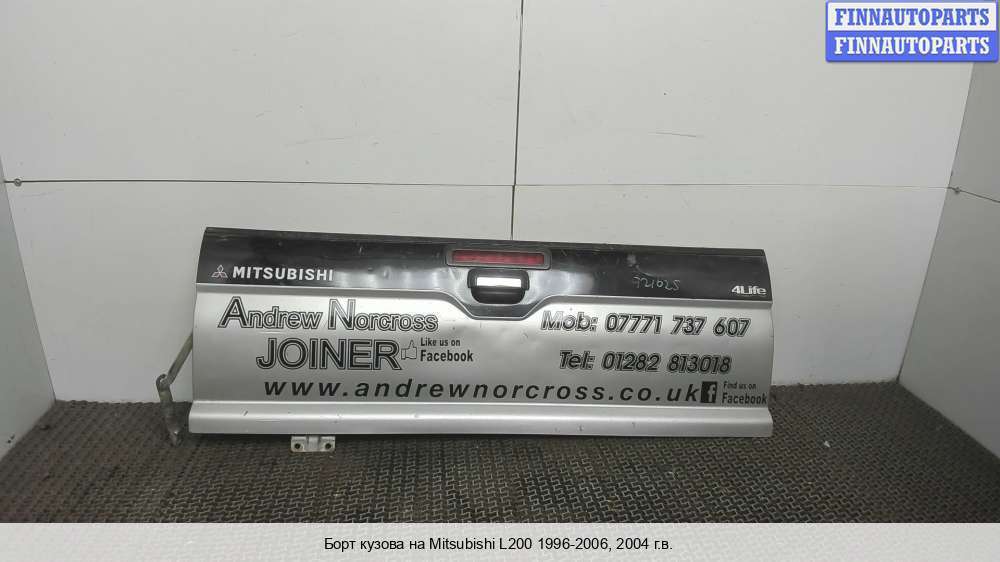 FINNAUTOPARTS
FINNAUTOPARTS
MITSUBISHI
4Life
Andrew Norcross
Mob: 07771 737 607
JOINER
Like us on
Facebook
Tel: 01282 813018
www.andrewnorcross.co.uk
Find us on
Facebook
Борт кузова на Mitsubishi L200 1996-2006, 2004 г.в.